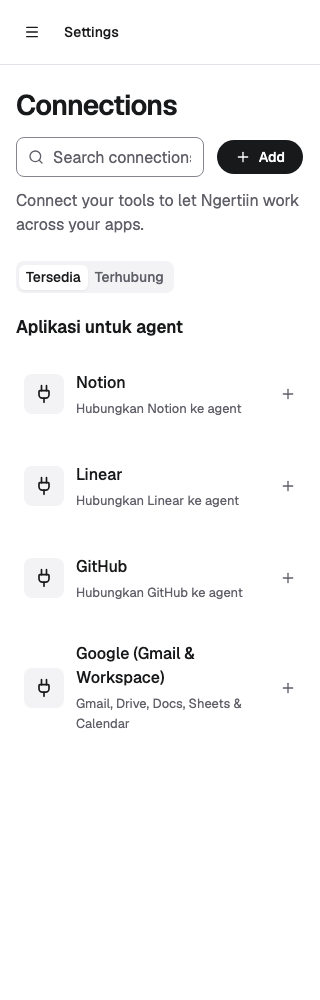 Settings
Connections
Search connection
Add
Connect your tools to let Ngertiin work
across your apps.
Tersedia
Terhubung
Aplikasi untuk agent
Notion
Hubungkan Notion ke agent
Linear
Hubungkan Linear ke agent
GitHub
Hubungkan GitHub ke agent
Google (Gmail &
Workspace)
Gmail, Drive, Docs, Sheets &
Calendar